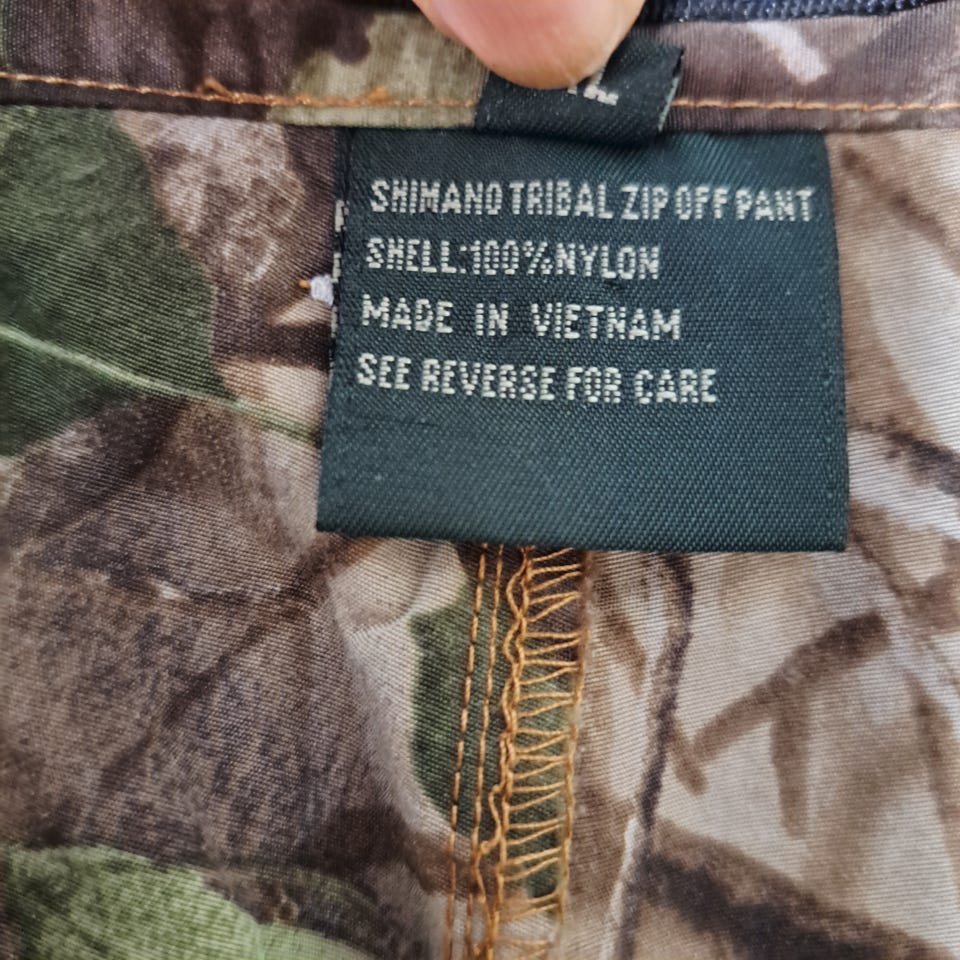 SHIMANO TRIBAL ZIP OFF PANT
SHELL:100%NYLON
MADE IN VIETNAM
SEE REVERSE FOR CARE